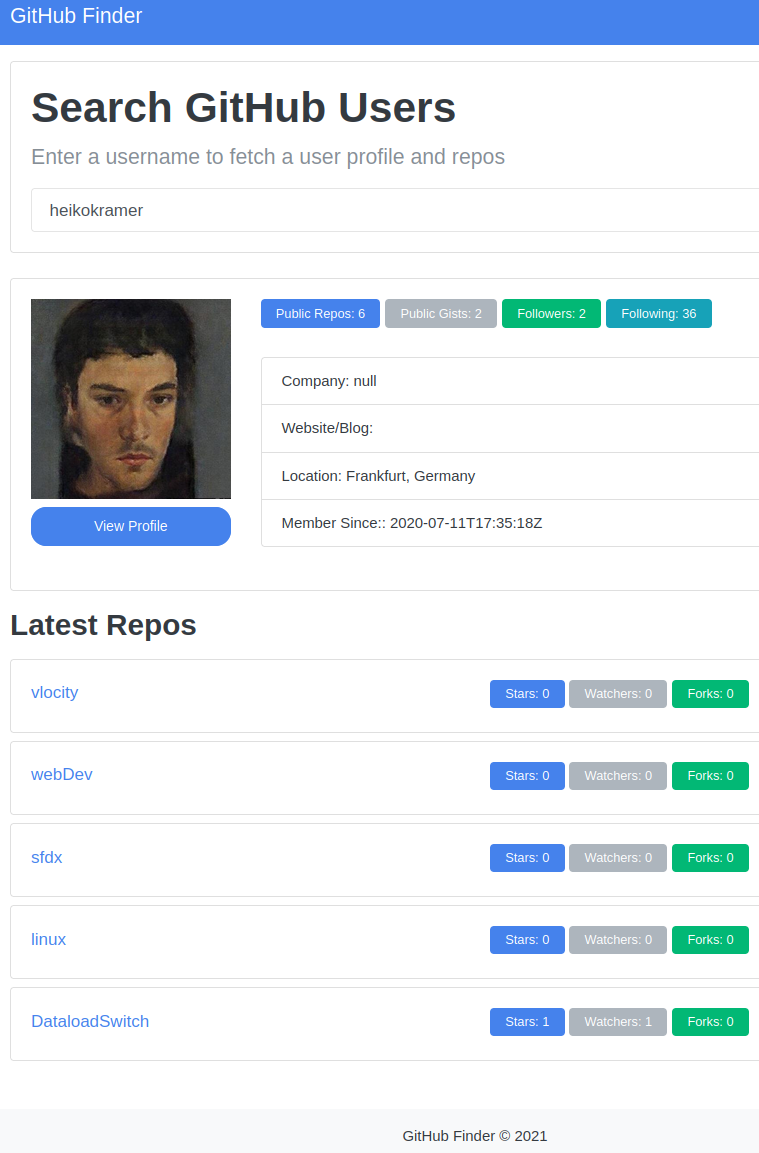 GitHub Finder
Search GitHub Users
Enter a username to fetch a user profile and repos
heikokramer
Public Repos: 6 Public Gists: 2 Followers: 2 Following: 36
Company: null
Website/Blog:
Location: Frankfurt, Germany
Member Since:: 2020-07-11T17:35:18Z
View Profile
Latest Repos
vlocity Stars: 0 Watchers: 0 Forks: 0
webDev Stars: 0 Watchers: 0 Forks: 0
sfdx Stars: 0 Watchers: 0 Forks: 0
linux Stars: 0 Watchers: 0 Forks: 0
DataloadSwitch Stars: 1 Watchers: 1 Forks: 0
GitHub Finder © 2021